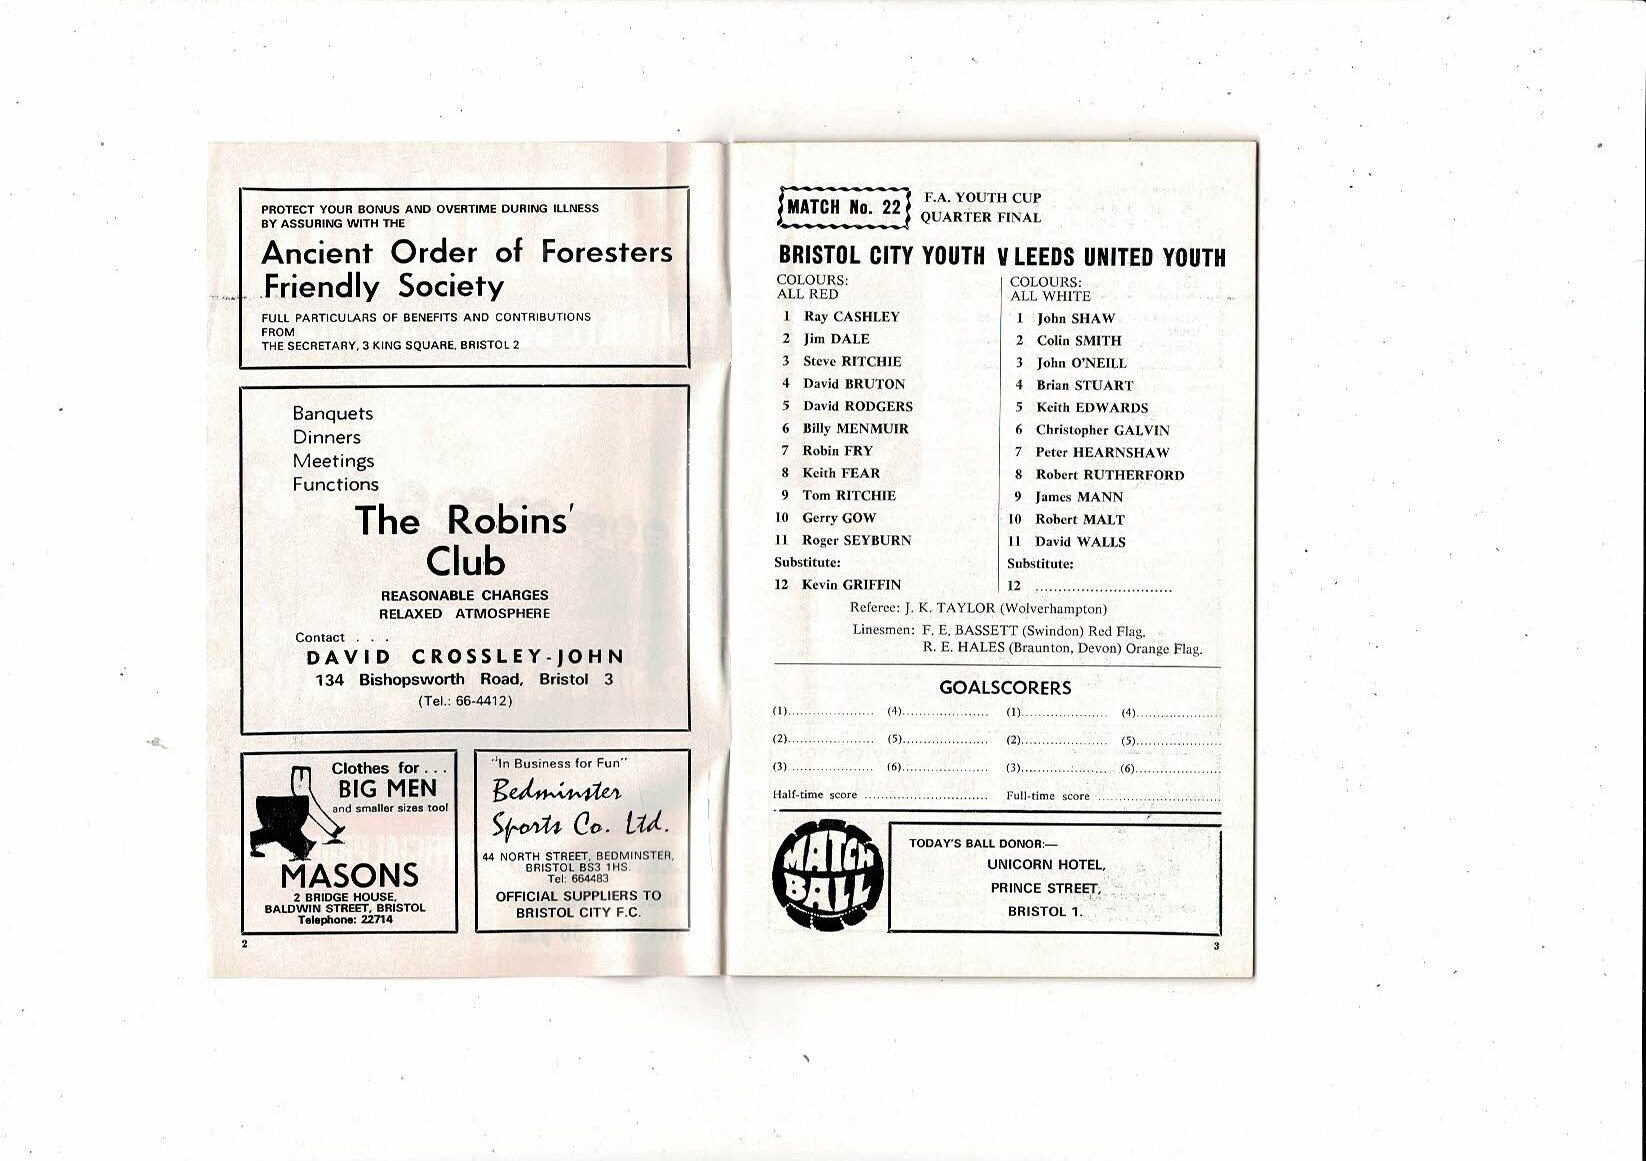 PROTECT YOUR BONUS AND OVERTIME DURING ILLNESS
BY ASSURING WITH THE
Ancient Order of Foresters
Friendly Society
FULL PARTICULARS OF BENEFITS AND CONTRIBUTIONS
FROM
THE SECRETARY, 3 KING SQUARE, BRISTOL 2
Banquets
Dinners
Meetings
Functions
The Robins'
Club
REASONABLE CHARGES
RELAXED ATMOSPHERE
Contact . . .
DAVID CROSSLEY-JOHN
134 Bishopsworth Road, Bristol 3
(Tel.: 66-4412)
Clothes for . . .
BIG MEN
and smaller sizes too!
MASONS
2 BRIDGE HOUSE,
BALDWIN STREET, BRISTOL
Telephone: 22714
"In Business for Fun"
Bedminster
Sports Co. Ltd.
44 NORTH STREET, BEDMINSTER,
BRISTOL BS3 1HS.
Tel: 664483
OFFICIAL SUPPLIERS TO
BRISTOL CITY F.C.
2
MATCH No. 22
F.A. YOUTH CUP
QUARTER FINAL
BRISTOL CITY YOUTH V LEEDS UNITED YOUTH
COLOURS:
ALL RED
1 Ray CASHLEY
2 Jim DALE
3 Steve RITCHIE
4 David BRUTON
5 David RODGERS
6 Billy MENMUIR
7 Robin FRY
8 Keith FEAR
9 Tom RITCHIE
10 Gerry GOW
11 Roger SEYBURN
Substitute:
12 Kevin GRIFFIN
COLOURS:
ALL WHITE
1 John SHAW
2 Colin SMITH
3 John O'NEILL
4 Brian STUART
5 Keith EDWARDS
6 Christopher GALVIN
7 Peter HEARNSHAW
8 Robert RUTHERFORD
9 James MANN
10 Robert MALT
11 David WALLS
Substitute:
12 ..............................
Referee: J. K. TAYLOR (Wolverhampton)
Linesmen: F. E. BASSETT (Swindon) Red Flag.
R. E. HALES (Braunton, Devon) Orange Flag.
GOALSCORERS
(1)..................... (4)..................... (1)..................... (4).....................
(2)..................... (5)..................... (2)..................... (5).....................
(3)..................... (6)..................... (3)..................... (6).....................
Half-time score .............................. Full-time score ..............................
MATCH
BALL
TODAY'S BALL DONOR:—
UNICORN HOTEL,
PRINCE STREET,
BRISTOL 1.
3